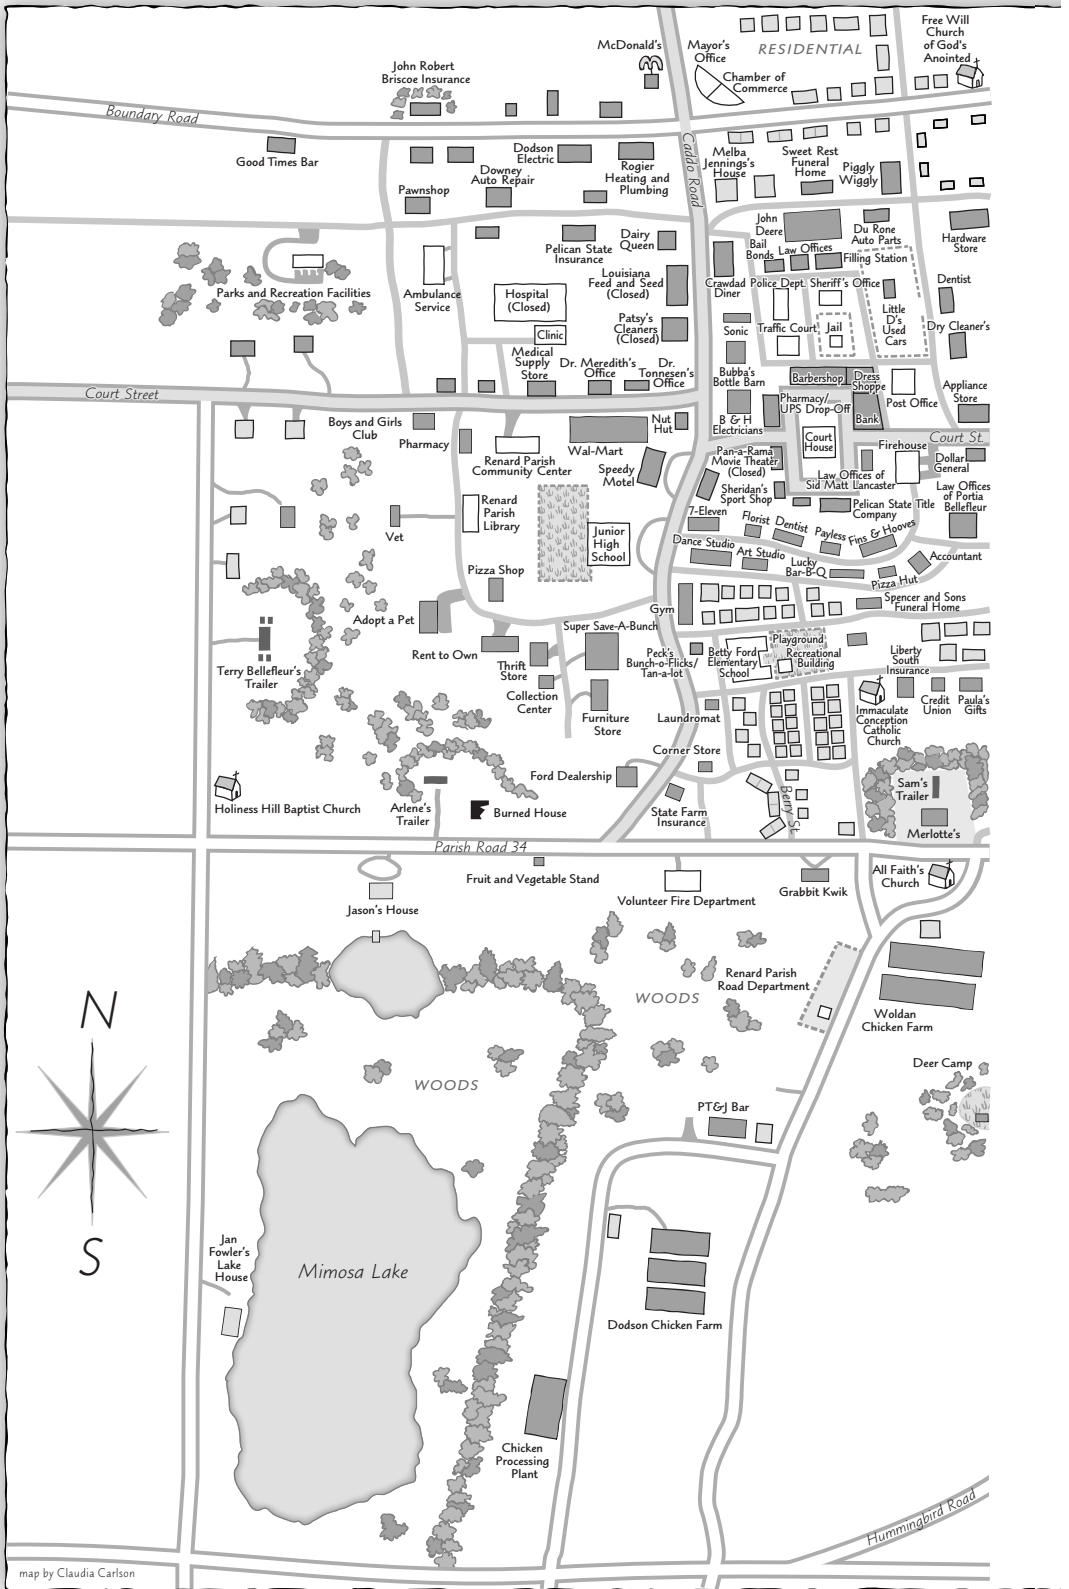 Free Will
Church
of God's
Anointed
McDonald's
Mayor's
Office
RESIDENTIAL
Chamber of
Commerce
John Robert
Briscoe Insurance
Boundary Road
Good Times Bar
Dodson
Electric
Downey
Auto Repair
Rogier
Heating and
Plumbing
Pawnshop
Caddo Road
Melba
Jennings's
House
Sweet Rest
Funeral
Home
Piggly
Wiggly
John
Deere
Du Rone
Auto Parts
Hardware
Store
Dairy
Queen
Pelican State
Insurance
Bail
Bonds
Law Offices
Filling Station
Louisiana
Feed and Seed
(Closed)
Crawdad
Diner
Police Dept.
Sheriff's Office
Dentist
Parks and Recreation Facilities
Ambulance
Service
Hospital
(Closed)
Little
D's
Used
Cars
Patsy's
Cleaners
(Closed)
Sonic
Traffic Court
Jail
Dry Cleaner's
Clinic
Medical
Supply
Store
Dr. Meredith's
Office
Dr.
Tonnesen's
Office
Bubba's
Bottle Barn
Barbershop
Dress
Shoppe
Post Office
Appliance
Store
Court Street
Pharmacy/
UPS Drop-Off
Bank
Boys and Girls
Club
Pharmacy
Nut
Hut
Wal-Mart
B & H
Electricians
Court
House
Court St.
Firehouse
Renard Parish
Community Center
Speedy
Motel
Pan-a-Rama
Movie Theater
(Closed)
Dollar
General
Law Offices of
Sid Matt Lancaster
Sheridan's
Sport Shop
Law Offices
of Portia
Bellefleur
Renard
Parish
Library
Pelican State Title
Company
7-Eleven
Florist
Dentist
Payless
Fins & Hooves
Vet
Junior
High
School
Dance Studio
Art Studio
Lucky
Bar-B-Q
Accountant
Pizza Hut
Pizza Shop
Gym
Spencer and Sons
Funeral Home
Adopt a Pet
Super Save-A-Bunch
Playground
Rent to Own
Thrift
Store
Peck's
Bunch-o-Flicks/
Tan-a-lot
Betty Ford
Elementary
School
Recreational
Building
Liberty
South
Insurance
Terry Bellefleur's
Trailer
Collection
Center
Furniture
Store
Laundromat
Immaculate
Conception
Catholic
Church
Credit
Union
Paula's
Gifts
Corner Store
Ford Dealership
Sam's
Trailer
Holiness Hill Baptist Church
Arlene's
Trailer
Burned House
State Farm
Insurance
Berry St.
Merlotte's
Parish Road 34
Fruit and Vegetable Stand
Jason's House
Volunteer Fire Department
Grabbit Kwik
All Faith's
Church
Renard Parish
Road Department
WOODS
N
Woldan
Chicken Farm
Deer Camp
WOODS
PT&J Bar
S
Jan
Fowler's
Lake
House
Mimosa Lake
Dodson Chicken Farm
Chicken
Processing
Plant
Hummingbird Road
map by Claudia Carlson